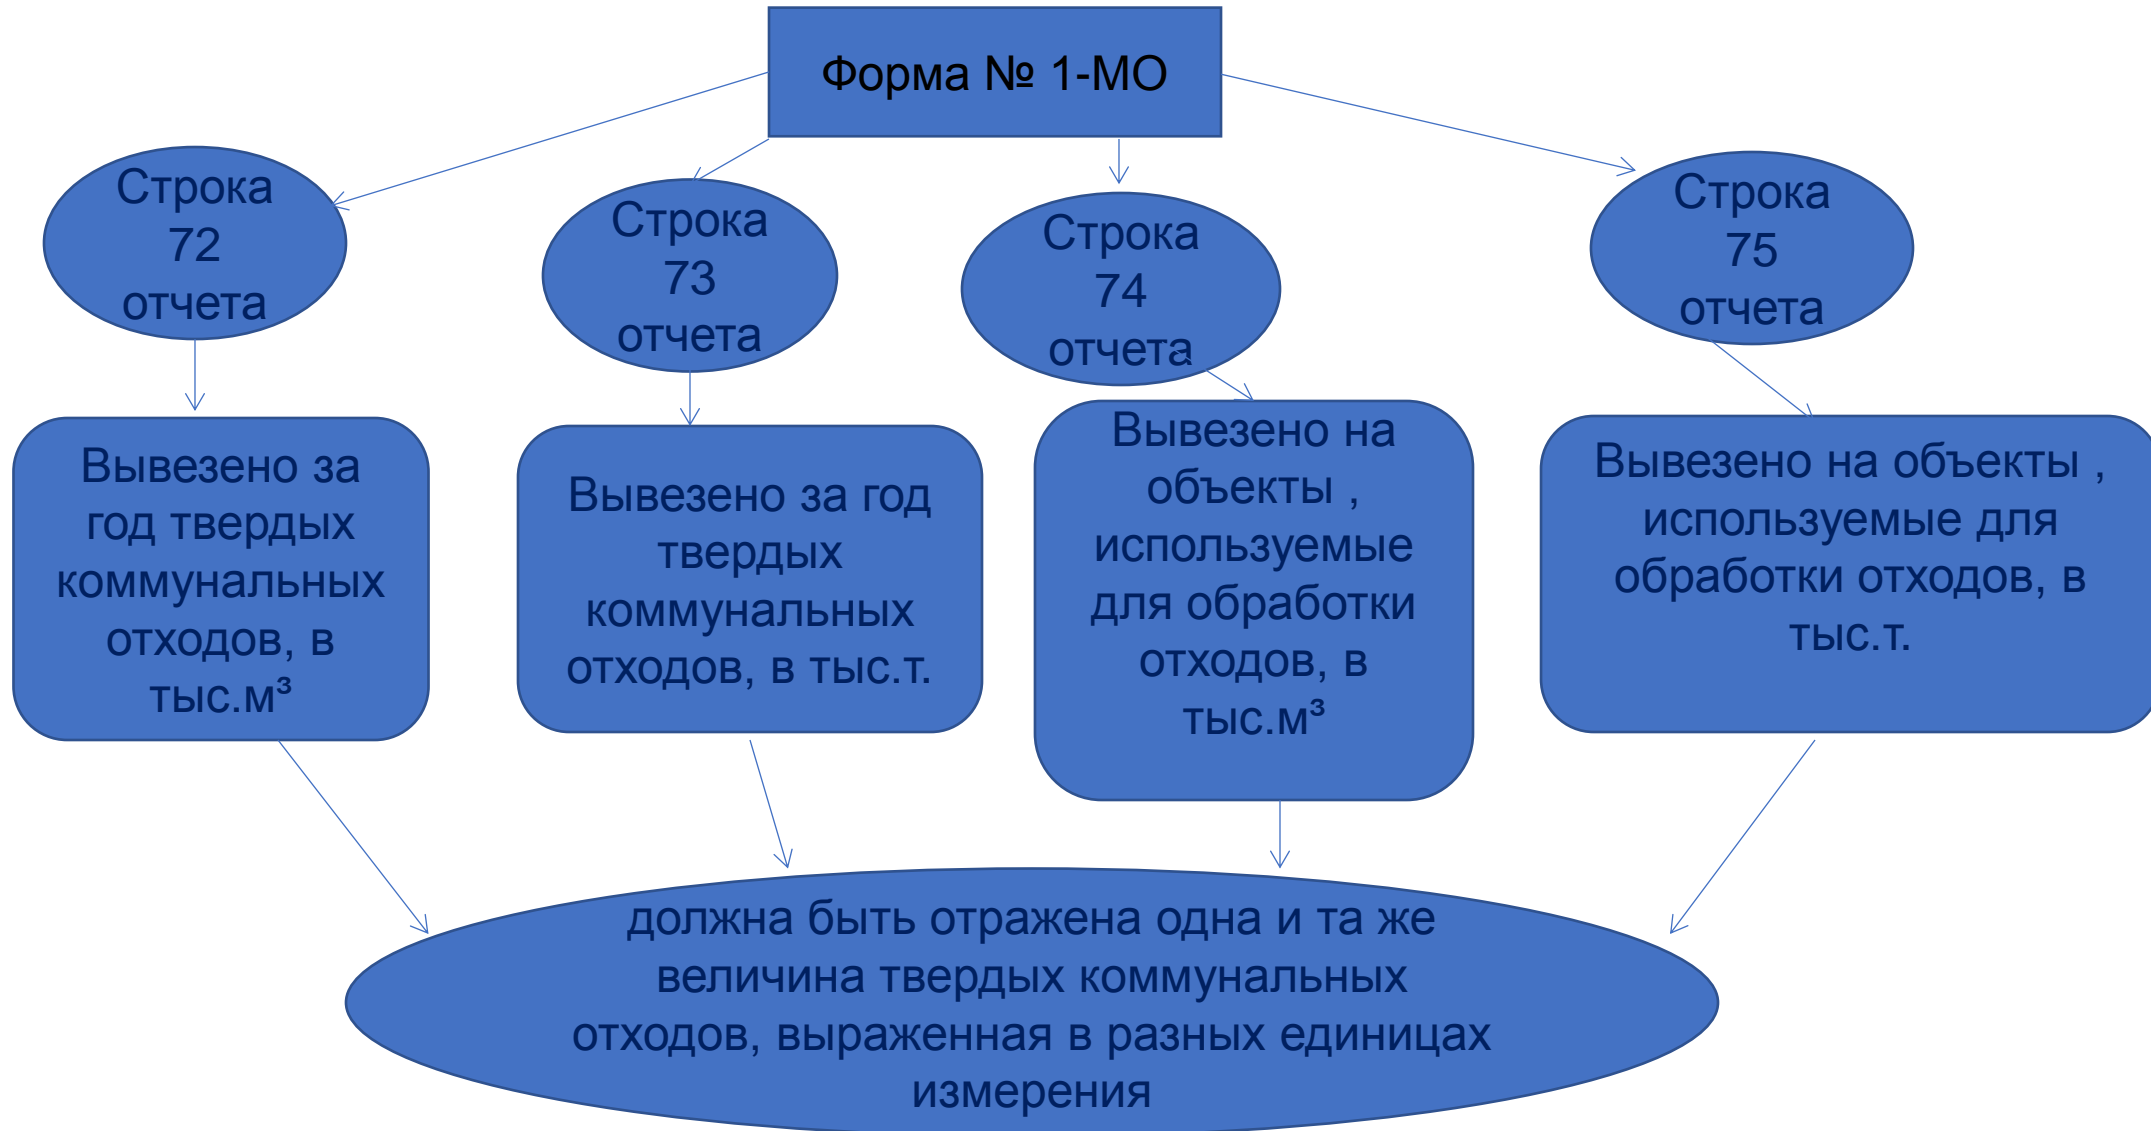 Форма № 1-МО
Строка
72
отчета
Строка
73
отчета
Строка
74
отчета
Строка
75
отчета
Вывезено за
год твердых
коммунальных
отходов, в
тыс.м³
Вывезено за год
твердых
коммунальных
отходов, в тыс.т.
Вывезено на
объекты ,
используемые
для обработки
отходов, в
тыс.м³
Вывезено на объекты ,
используемые для
обработки отходов, в
тыс.т.
должна быть отражена одна и та же
величина твердых коммунальных
отходов, выраженная в разных единицах
измерения